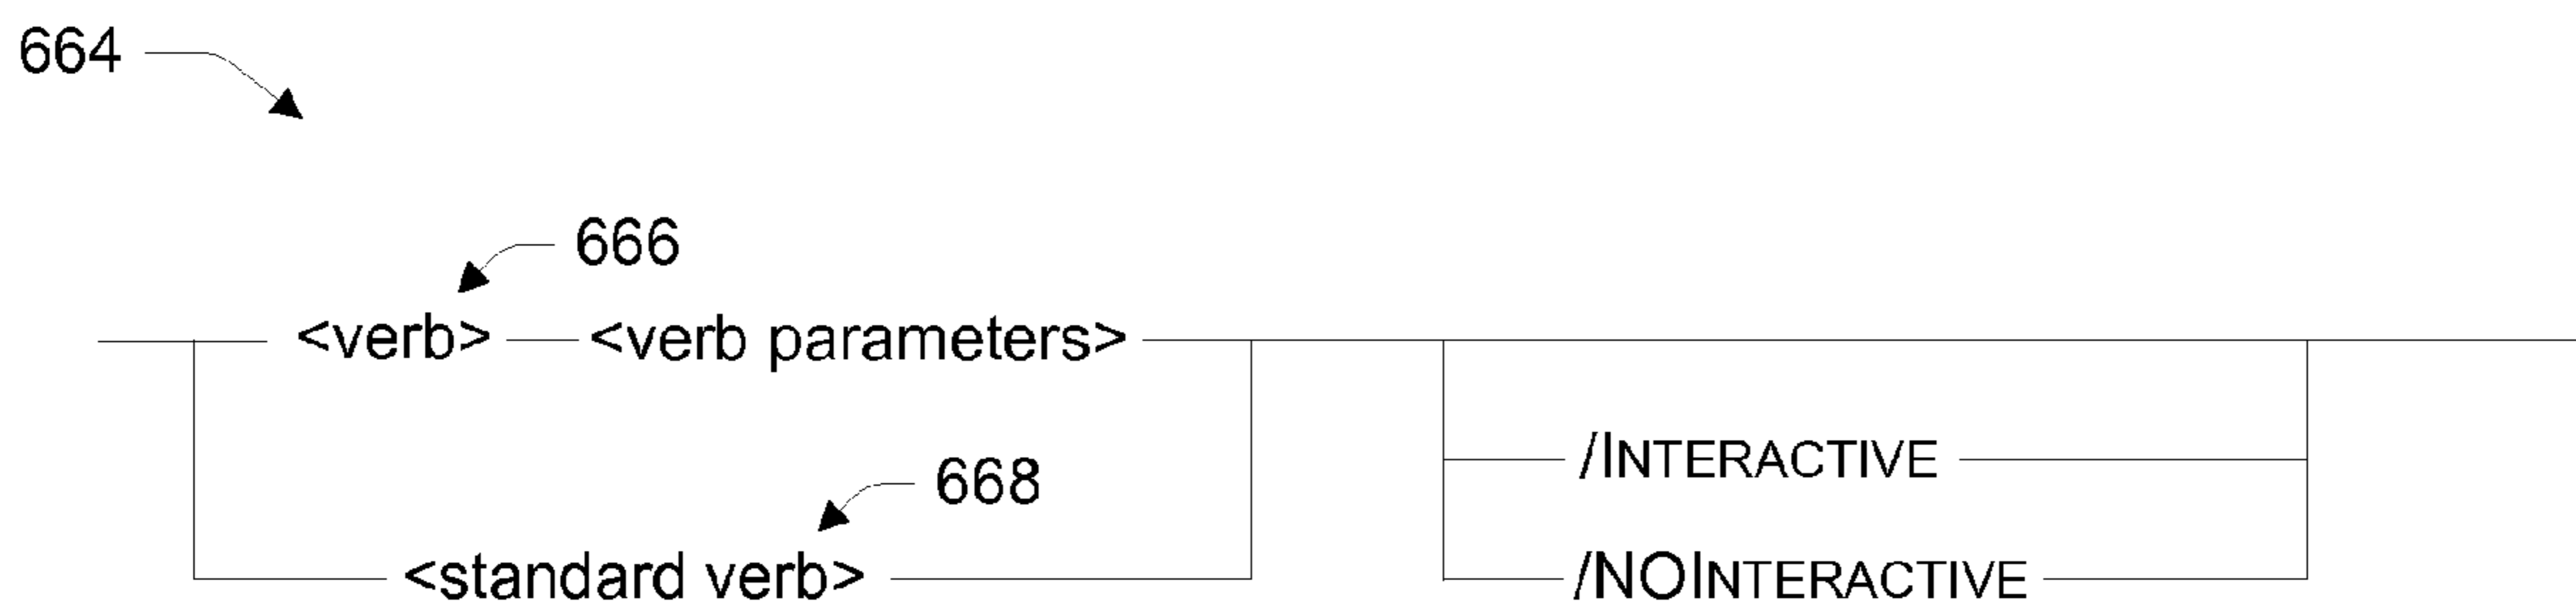 664
666
<verb> <verb parameters>
/INTERACTIVE
668
<standard verb> /NOINTERACTIVE